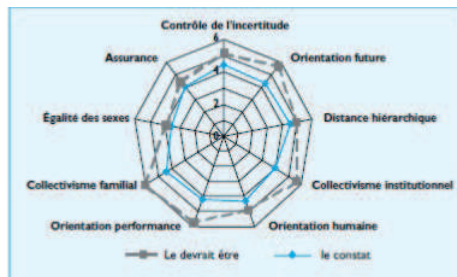 Contrôle de l'incertitude
6
Assurance
Orientation future
4
2
Égalité des sexes
Distance hiérarchique
0
Collectivisme familial
Collectivisme institutionnel
Orientation performance
Orientation humaine
Le devrait être
le constat